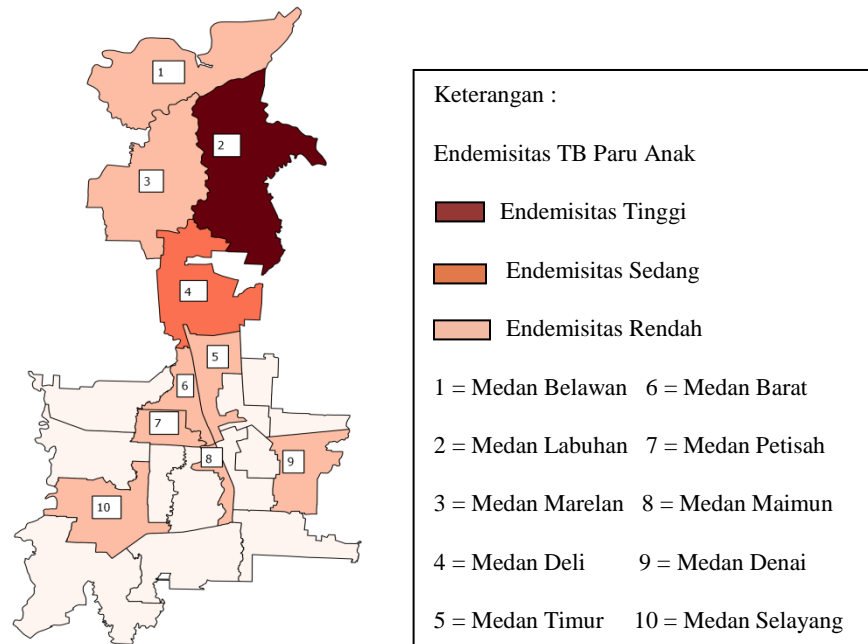 1
2
3
4
5
6
7
8
9
10
Keterangan :
Endemisitas TB Paru Anak
Endemisitas Tinggi
Endemisitas Sedang
Endemisitas Rendah
1 = Medan Belawan 6 = Medan Barat
2 = Medan Labuhan 7 = Medan Petisah
3 = Medan Marelan 8 = Medan Maimun
4 = Medan Deli 9 = Medan Denai
5 = Medan Timur 10 = Medan Selayang